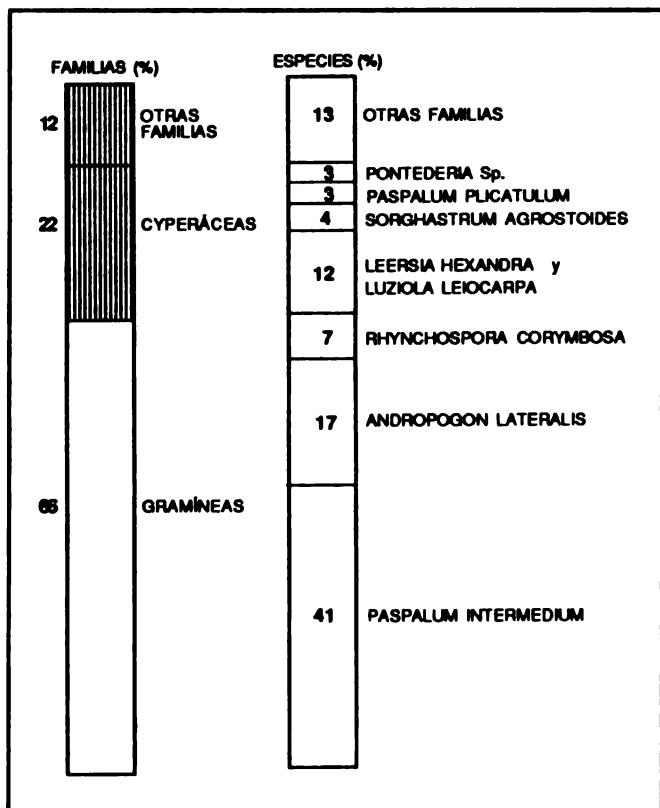 FAMILIAS (%)
12
OTRAS
FAMILIAS
22
CYPERÁCEAS
66
GRAMÍNEAS
ESPECIES (%)
13
OTRAS FAMILIAS
3
PONTEDERIA Sp.
3
PASPALUM PLICATULUM
4
SORGHASTRUM AGROSTOIDES
12
LEERSIA HEXANDRA y
LUZIOLA LEIOCARPA
7
RHYNCHOSPORA CORYMBOSA
17
ANDROPOGON LATERALIS
41
PASPALUM INTERMEDIUM